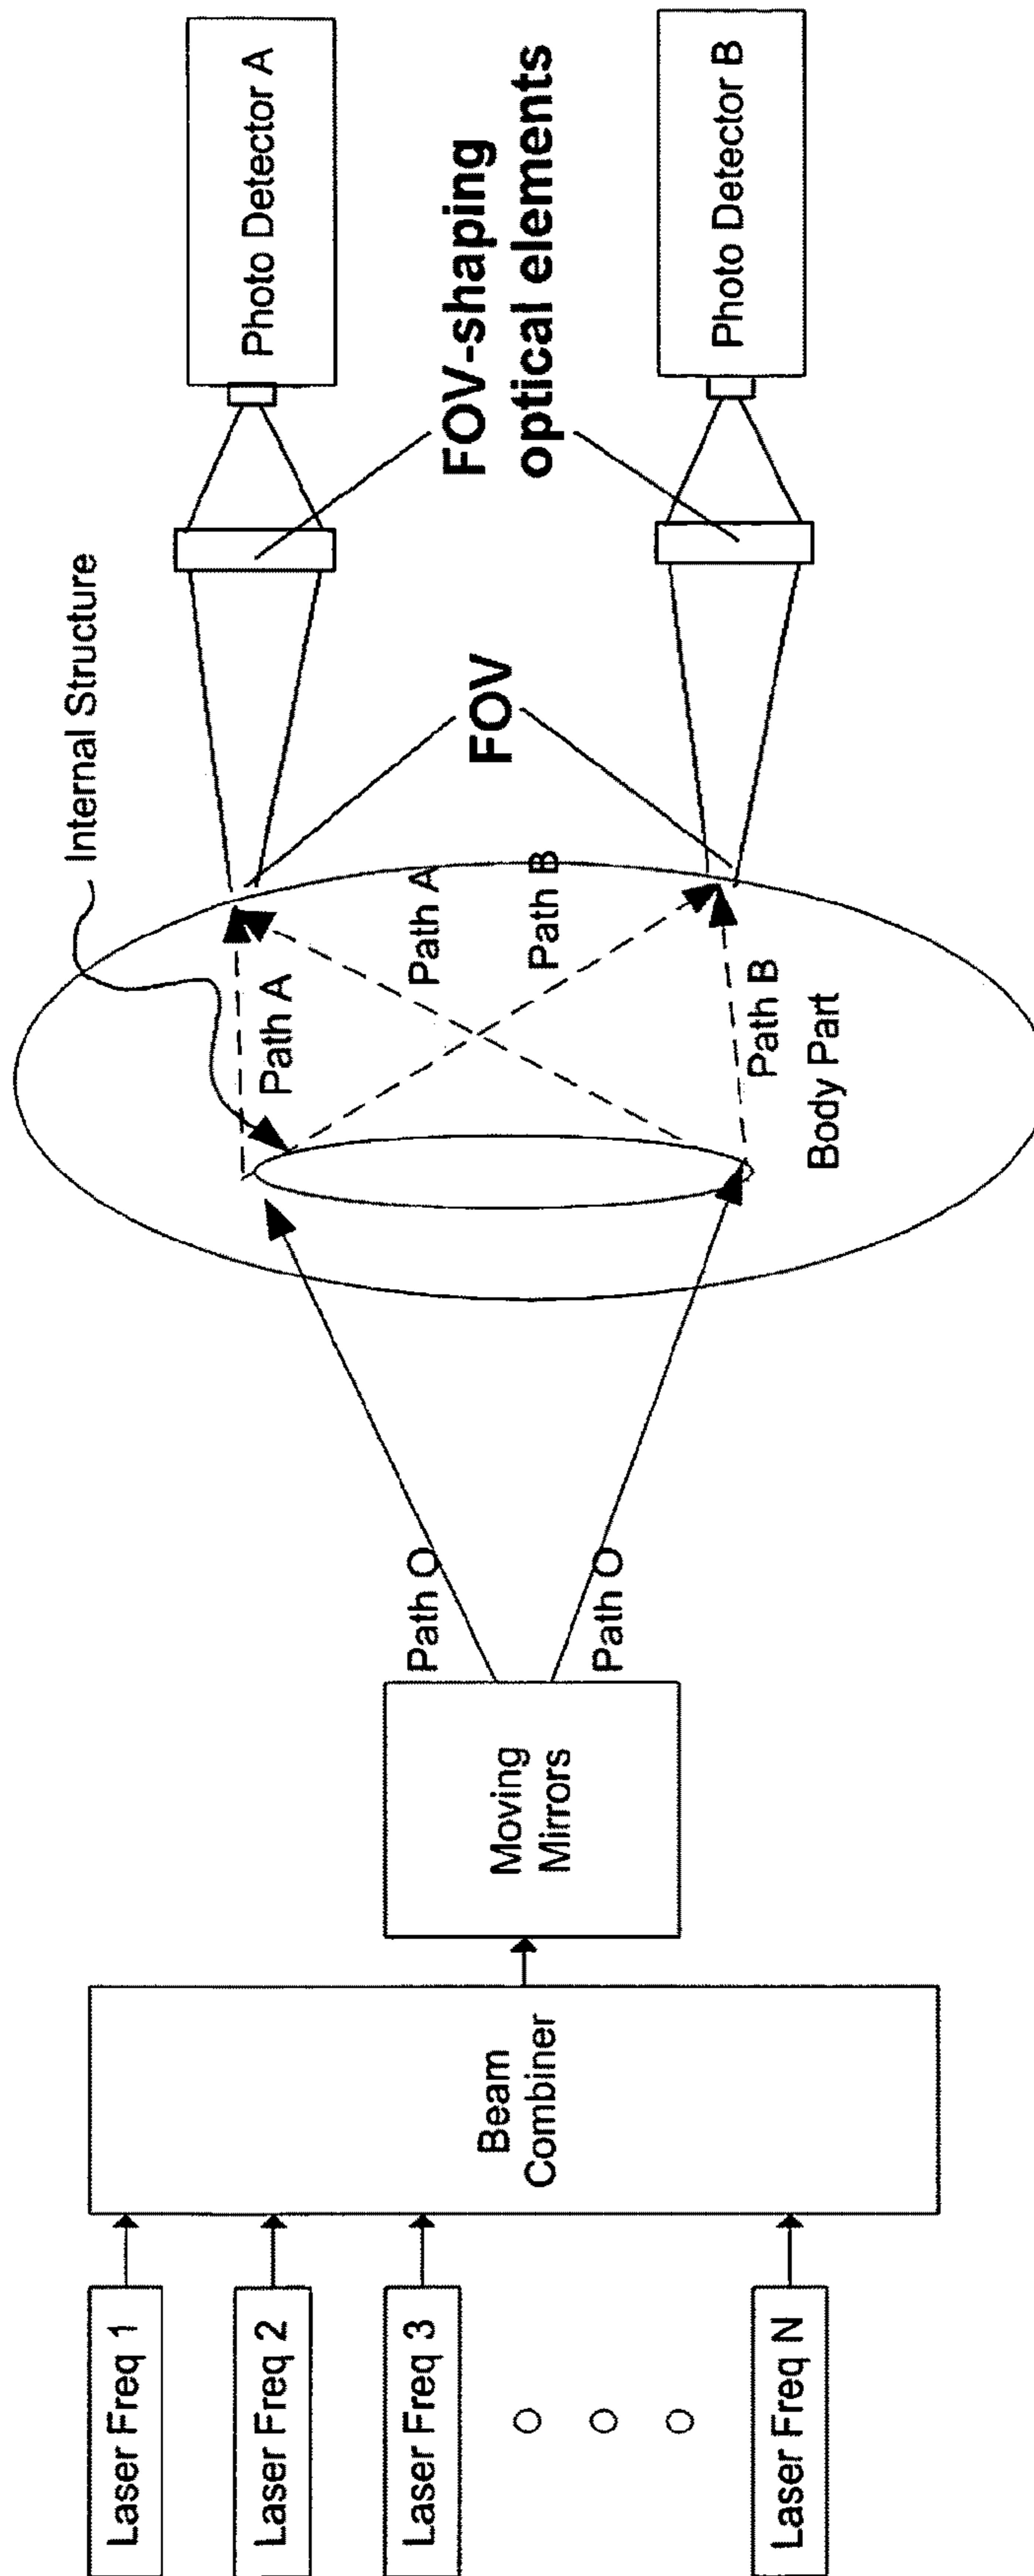 Laser Freq 1
Laser Freq 2
Laser Freq 3
Laser Freq N
Beam
Combiner
Moving
Mirrors
Path O
Path O
Internal Structure
Path A
Path A
Path B
Path B
Body Part
FOV
FOV-shaping
optical elements
Photo Detector A
Photo Detector B